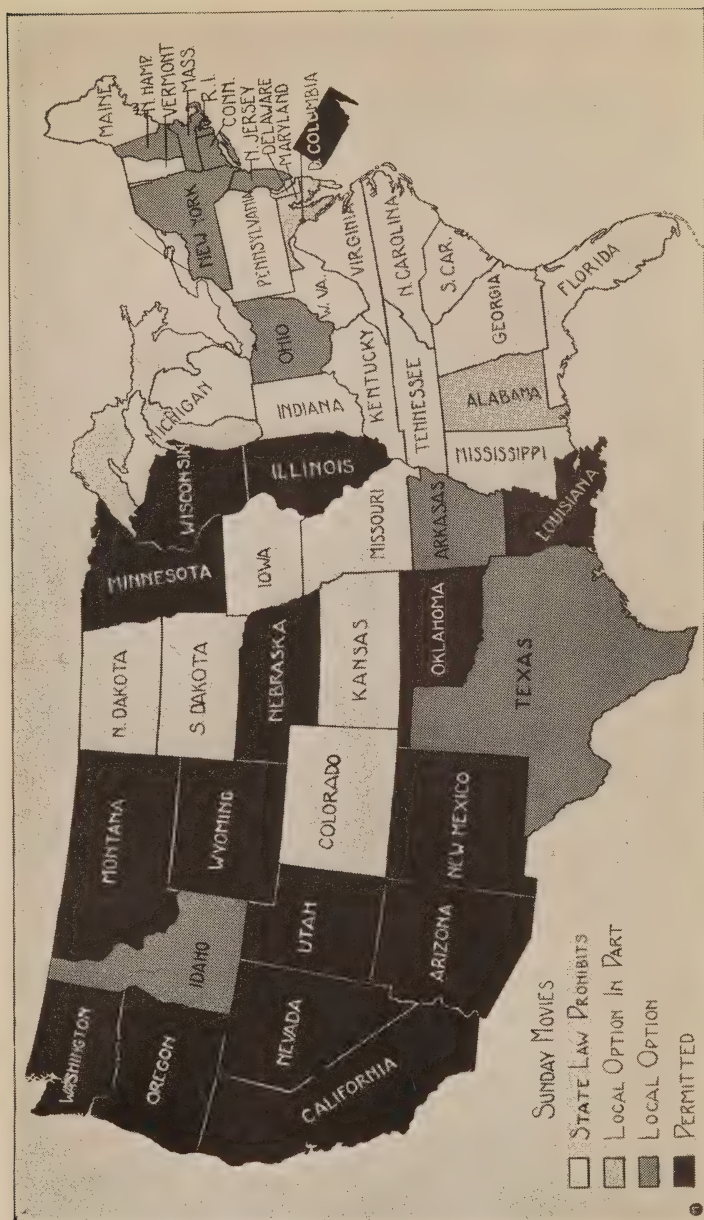 WASHINGTON
OREGON
CALIFORNIA
NEVADA
IDAHO
UTAH
ARIZONA
MONTANA
WYOMING
COLORADO
NEW MEXICO
N. DAKOTA
S. DAKOTA
NEBRASKA
KANSAS
OKLAHOMA
TEXAS
MINNESOTA
IOWA
MISSOURI
ARKASAS
LOUISIANA
WISCONSIN
ILLINOIS
MICHIGAN
INDIANA
OHIO
KENTUCKY
TENNESSEE
MISSISSIPPI
ALABAMA
GEORGIA
FLORIDA
S. CAR.
N. CAROLINA
VIRGINIA
W. VA.
PENNSYLVANIA
NEW YORK
MAINE
N. HAMP.
VERMONT
MASS.
R. I.
CONN.
N. JERSEY
DELAWARE
MARYLAND
D. COLUMBIA
SUNDAY MOVIES
STATE LAW PROHIBITS
LOCAL OPTION IN PART
LOCAL OPTION
PERMITTED